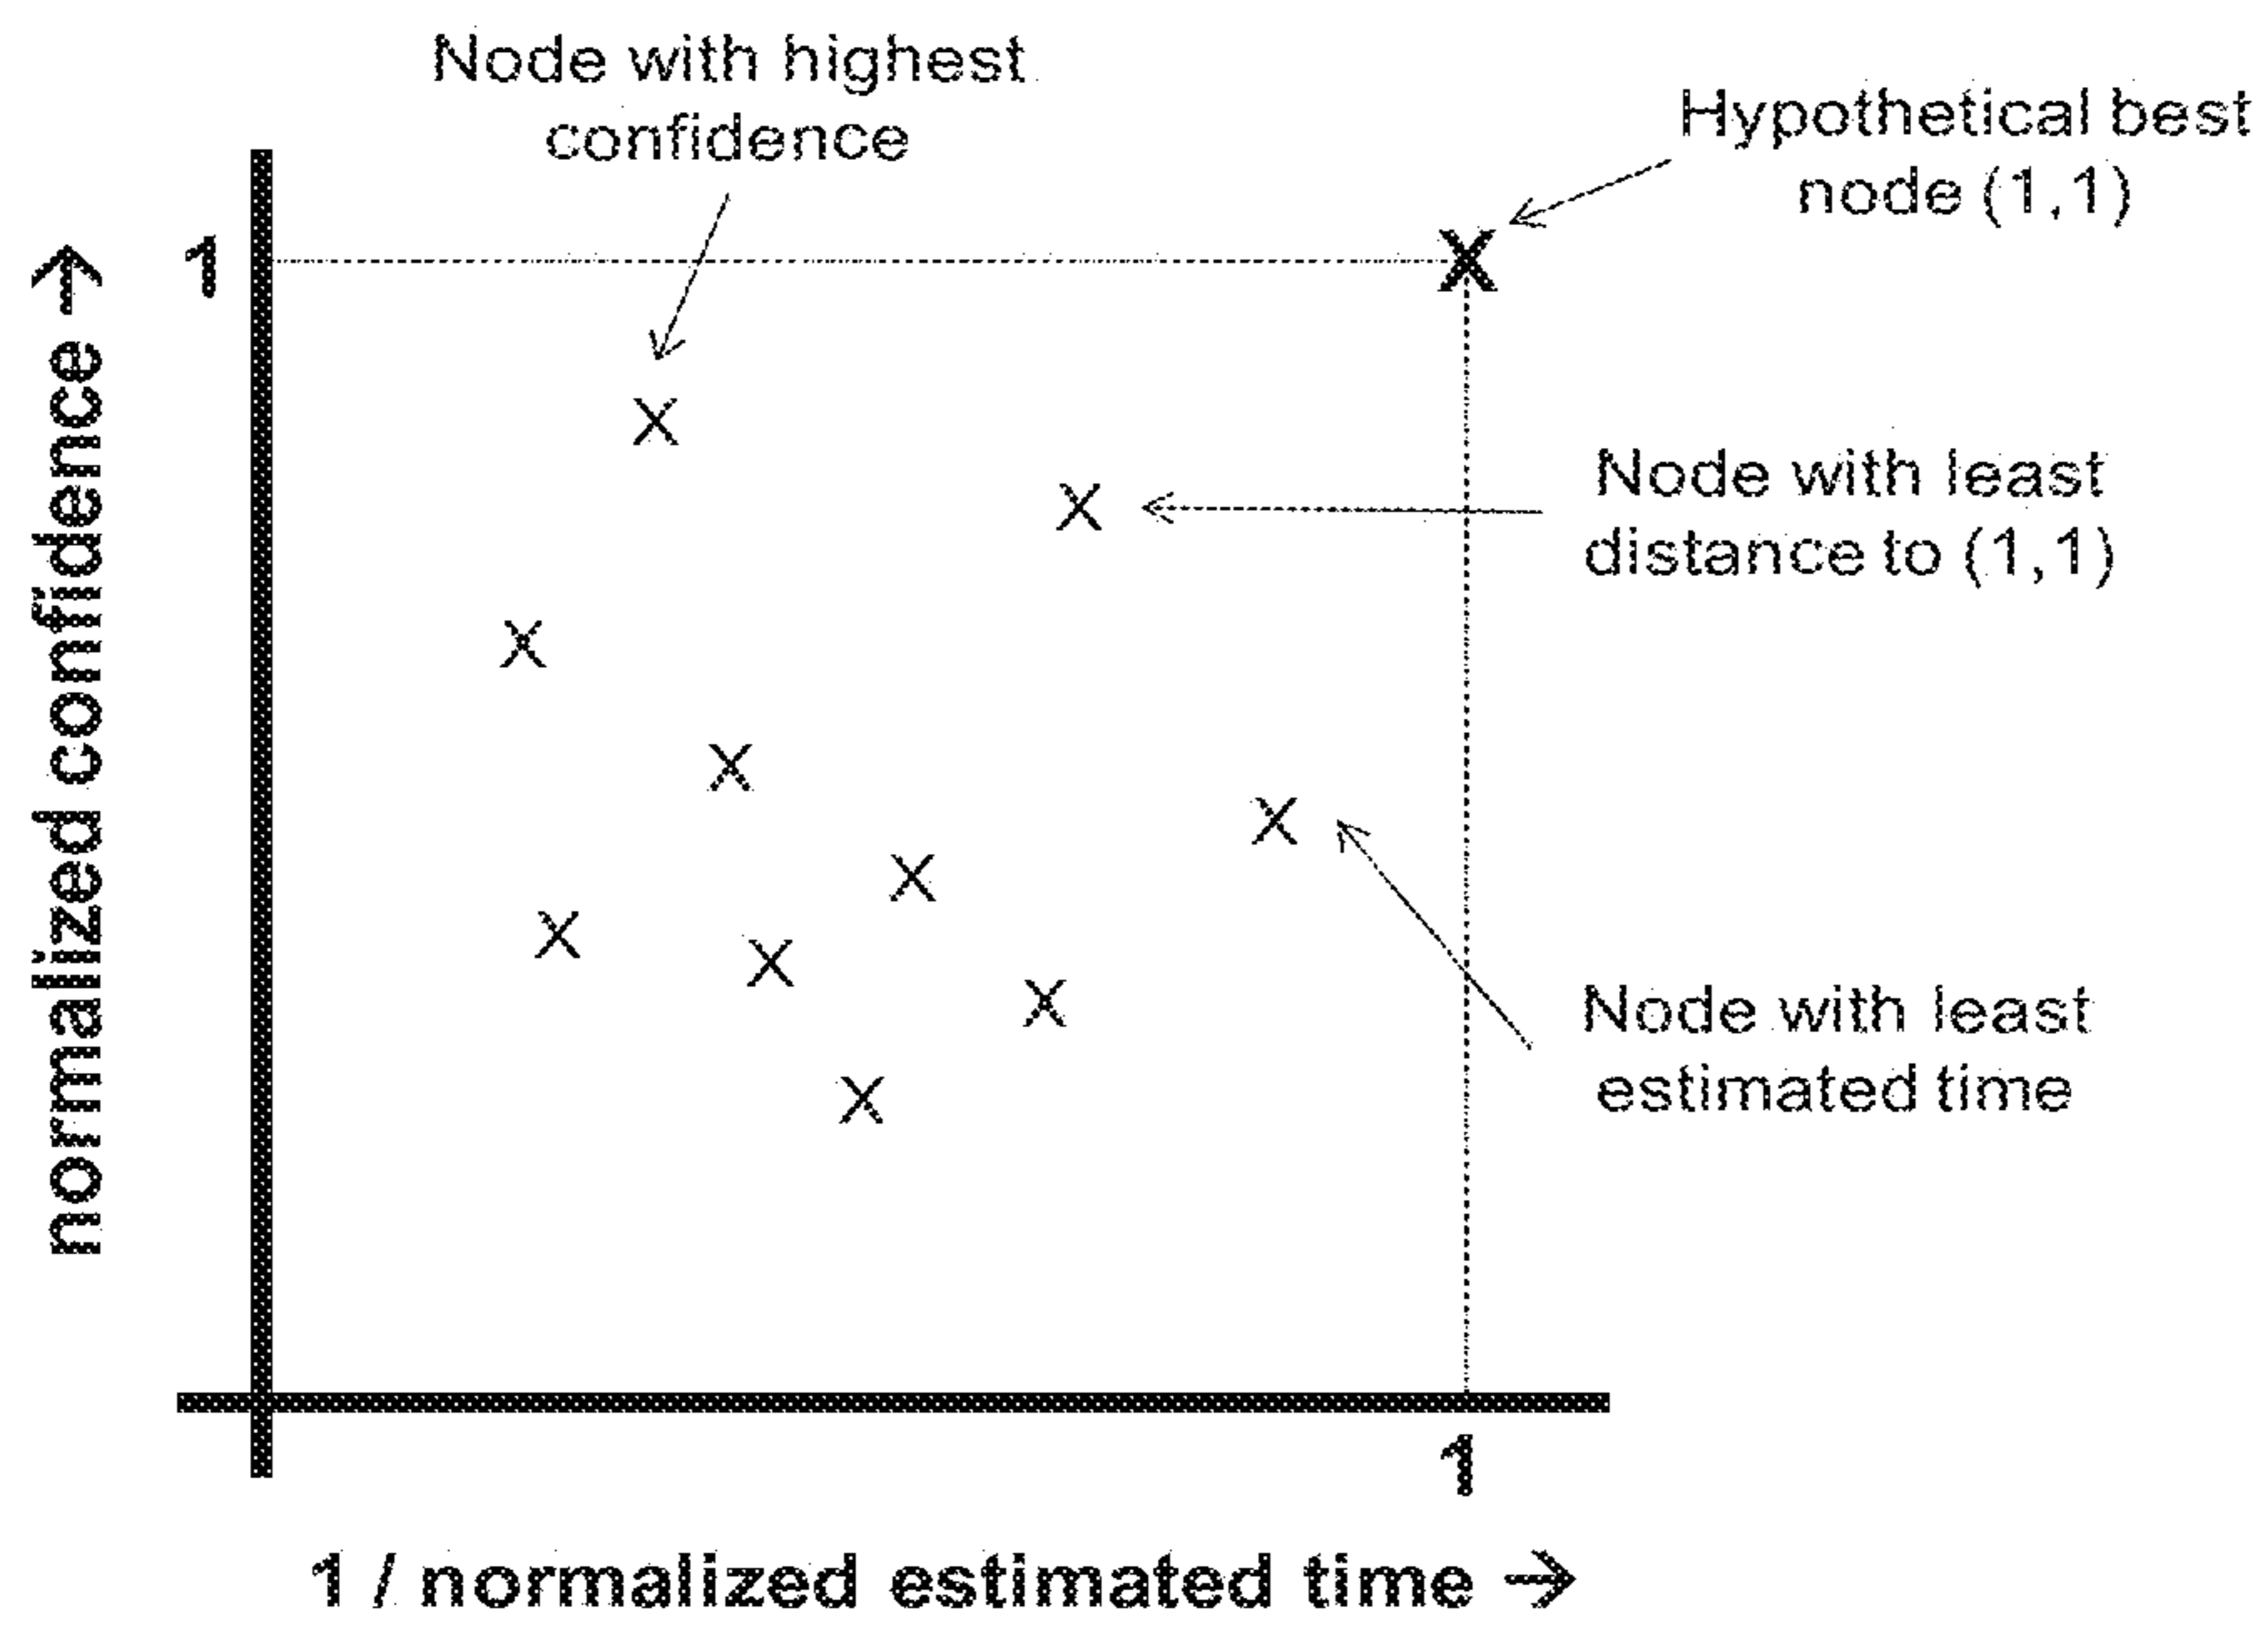 Node with highest
confidence
Hypothetical best
node (1,1)
1
X
X
X
Node with least
distance to (1,1)
X
X
X
X
X
X
X
Node with least
estimated time
X
normalized confidence →
1
1 / normalized estimated time →